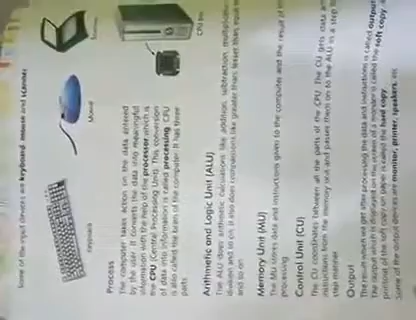 Some of the input devices are keyboard, mouse and scanner.
Keyboard
Mouse
Scanner
CPU box
Process
The computer takes action on the data entered
by the user. It converts the data into meaningful
information with the help of the processor which is
the CPU (Central Processing Unit). This conversion
of data into information is called processing. CPU
is also called the brain of the computer. It has three
parts
Arithmetic and Logic Unit (ALU)
The ALU does arithmetic calculations like addition, subtraction, multiplication,
division and so on. It also does comparisons like greater than, lesser than, equal to
and so on
Memory Unit (MU)
The MU stores data and instructions given to the computer and the result of
processing
Control Unit (CU)
The CU coordinates between all the parts of the CPU. The CU gets data and
instructions from the memory unit and passes them on to the ALU in a step by
step manner.
Output
The result which we get after processing the data and instructions is called output.
The output which is displayed on the screen of a monitor is called the soft copy.
printout of the soft copy on paper is called the hard copy.
Some of the output devices are monitor, printer, speakers, etc.